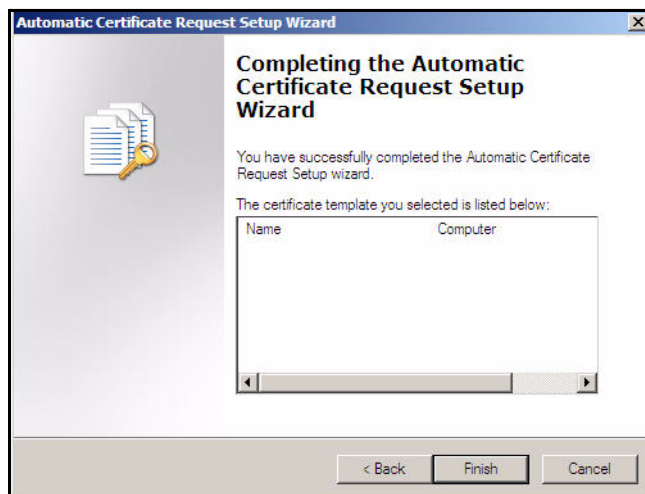 Automatic Certificate Request Setup Wizard
Completing the Automatic
Certificate Request Setup
Wizard
You have successfully completed the Automatic Certificate
Request Setup wizard.
The certificate template you selected is listed below:
Name Computer
< Back Finish Cancel